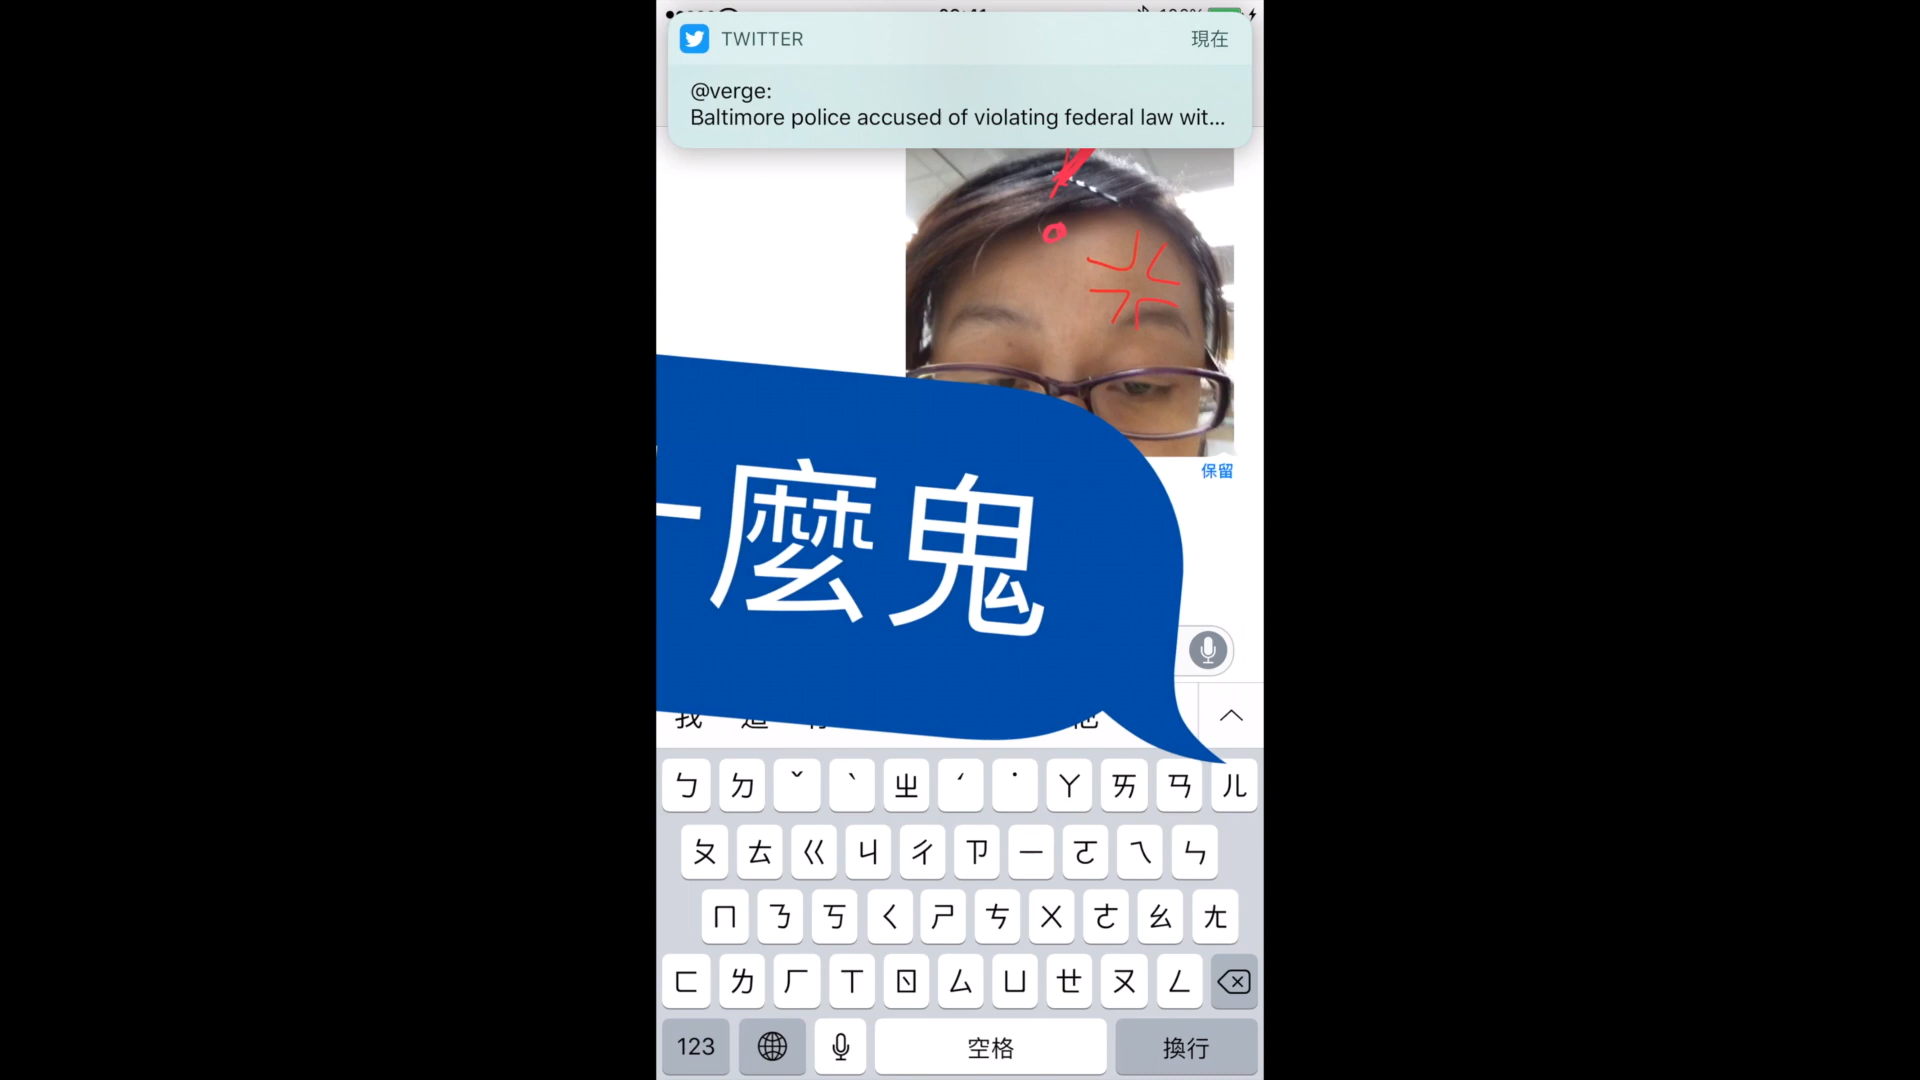 TWITTER 現在
@verge:
Baltimore police accused of violating federal law wit...
麼鬼
保留
ㄅ ㄉ ˇ ˋ ㄓ ˊ ˙ ㄚ ㄞ ㄢ ㄦ
ㄆ ㄊ ㄍ ㄐ ㄔ ㄗ ㄧ ㄛ ㄟ ㄣ
ㄇ ㄋ ㄎ ㄑ ㄕ ㄘ ㄨ ㄜ ㄠ ㄤ
ㄈ ㄌ ㄏ ㄒ ㄖ ㄙ ㄩ ㄝ ㄡ ㄥ
123 空格 換行